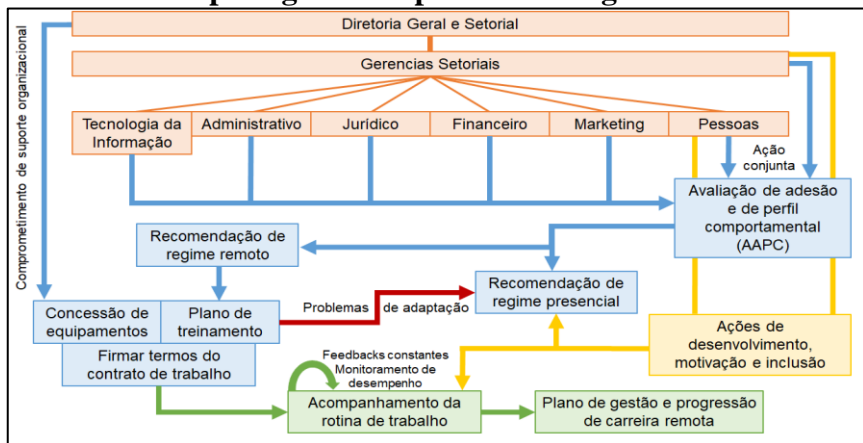 Diretoria Geral e Setorial
Gerencias Setoriais
Tecnologia da
Informação
Administrativo
Jurídico
Financeiro
Marketing
Pessoas
Comprometimento de suporte organizacional
Ação
conjunta
Avaliação de adesão
e de perfil
comportamental
(AAPC)
Recomendação de
regime remoto
Recomendação de
regime presencial
Concessão de
equipamentos
Plano de
treinamento
Problemas de adaptação
Firmar termos do
contrato de trabalho
Ações de
desenvolvimento,
motivação e inclusão
Feedbacks constantes
Monitoramento de
desempenho
Acompanhamento da
rotina de trabalho
Plano de gestão e progressão
de carreira remota